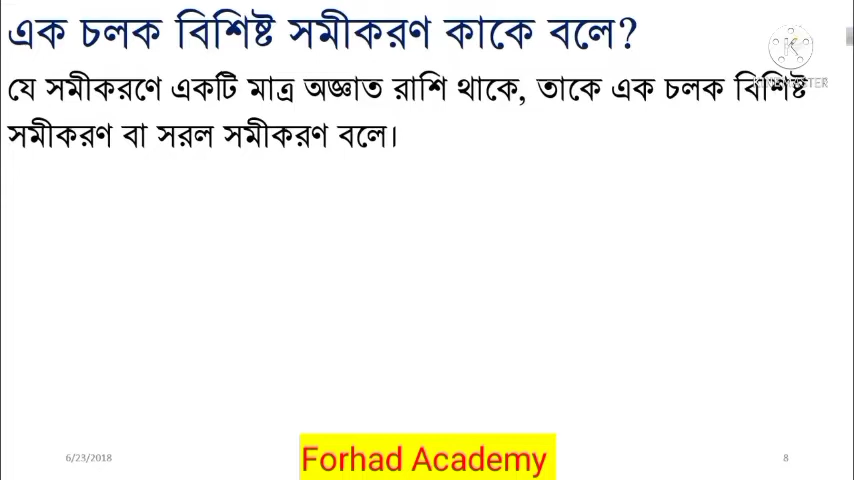 এক চলক বিশিষ্ট সমীকরণ কাকে বলে?
যে সমীকরণে একটি মাত্র অজ্ঞাত রাশি থাকে, তাকে এক চলক বিশিষ্ট
সমীকরণ বা সরল সমীকরণ বলে।
KINEMASTER
6/23/2018
Forhad Academy
8